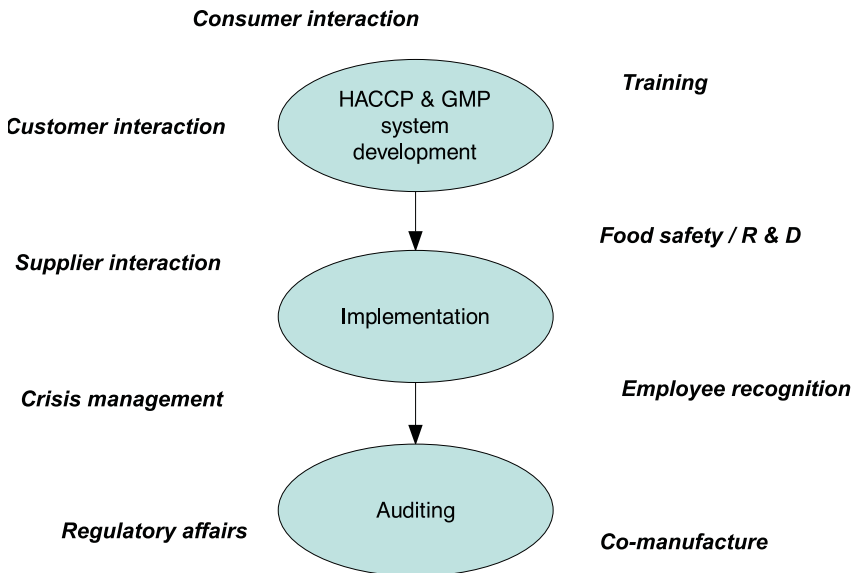 Consumer interaction
Training
HACCP & GMP
system
development
Customer interaction
Food safety / R & D
Supplier interaction
Implementation
Employee recognition
Crisis management
Auditing
Regulatory affairs
Co-manufacture